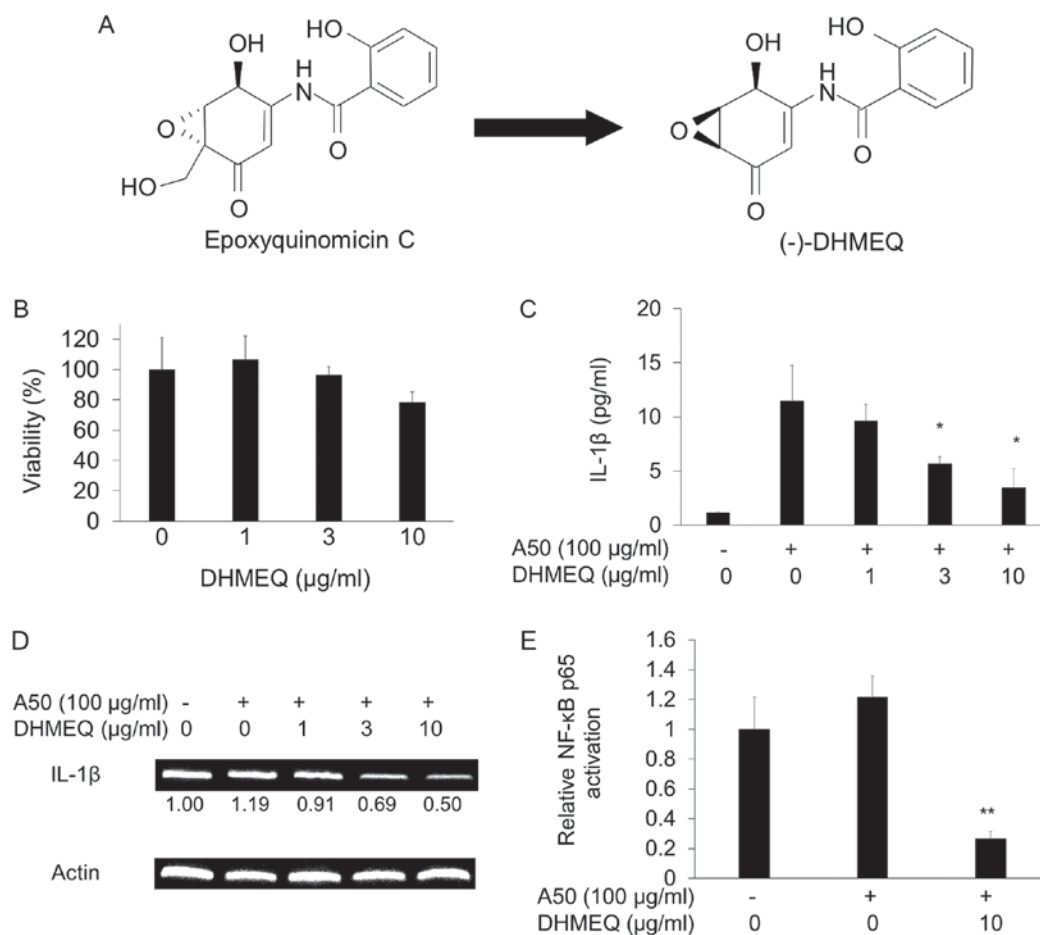 A
OH
HO
H
N
O
O
HO
O
Epoxyquinomicin C
OH
HO
H
N
O
O
O
(-)-DHMEQ
B
Viability (%)
120
100
80
60
40
20
0
0 1 3 10
DHMEQ (µg/ml)
C
IL-1β (pg/ml)
20
15
10
5
0
* *
A50 (100 µg/ml) - + + + +
DHMEQ (µg/ml) 0 0 1 3 10
D
A50 (100 µg/ml) - + + + +
DHMEQ (µg/ml) 0 0 1 3 10
IL-1β
1.00 1.19 0.91 0.69 0.50
Actin
E
Relative NF-κB p65
activation
1.6
1.4
1.2
1
0.8
0.6
0.4
0.2
0
**
A50 (100 µg/ml) - + +
DHMEQ (µg/ml) 0 0 10